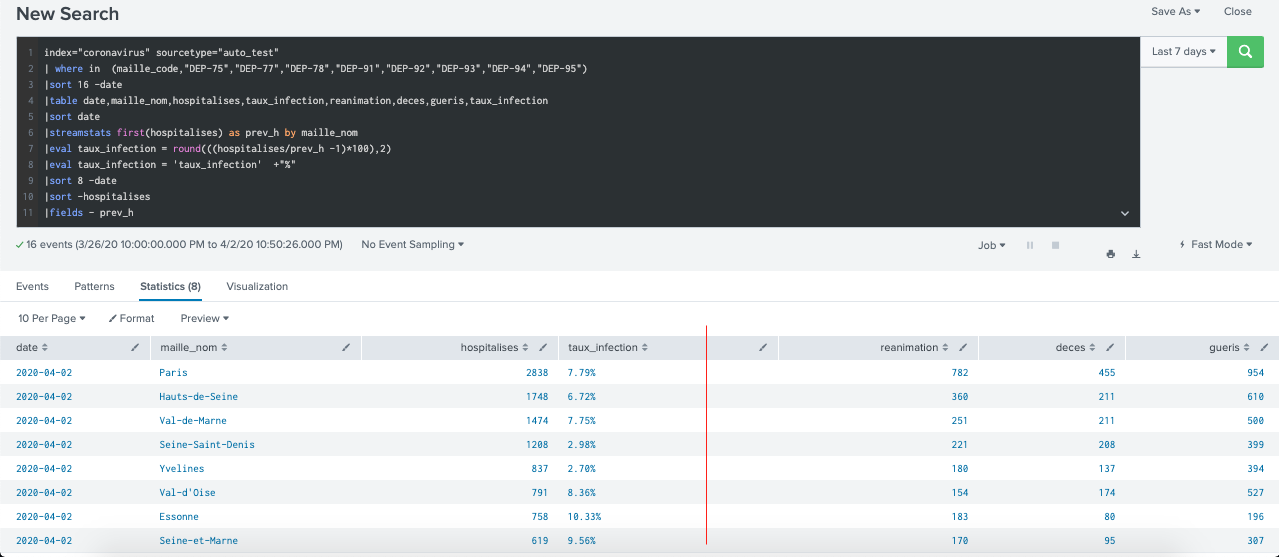 New Search
Save As Close
1 index="coronavirus" sourcetype="auto_test"
2 | where in (maille_code,"DEP-75","DEP-77","DEP-78","DEP-91","DEP-92","DEP-93","DEP-94","DEP-95")
3 |sort 16 -date
4 |table date,maille_nom,hospitalises,taux_infection,reanimation,deces,gueris,taux_infection
5 |sort date
6 |streamstats first(hospitalises) as prev_h by maille_nom
7 |eval taux_infection = round(((hospitalises/prev_h -1)*100),2)
8 |eval taux_infection = 'taux_infection' +"%"
9 |sort 8 -date
10 |sort -hospitalises
11 |fields - prev_h
Last 7 days
16 events (3/26/20 10:00:00.000 PM to 4/2/20 10:50:26.000 PM) No Event Sampling Job Fast Mode
Events Patterns Statistics (8) Visualization
10 Per Page Format Preview
date maille_nom hospitalises taux_infection reanimation deces gueris
2020-04-02 Paris 2838 7.79% 782 455 954
2020-04-02 Hauts-de-Seine 1748 6.72% 360 211 610
2020-04-02 Val-de-Marne 1474 7.75% 251 211 500
2020-04-02 Seine-Saint-Denis 1208 2.98% 221 208 399
2020-04-02 Yvelines 837 2.70% 180 137 394
2020-04-02 Val-d'Oise 791 8.36% 154 174 527
2020-04-02 Essonne 758 10.33% 183 80 196
2020-04-02 Seine-et-Marne 619 9.56% 170 95 307